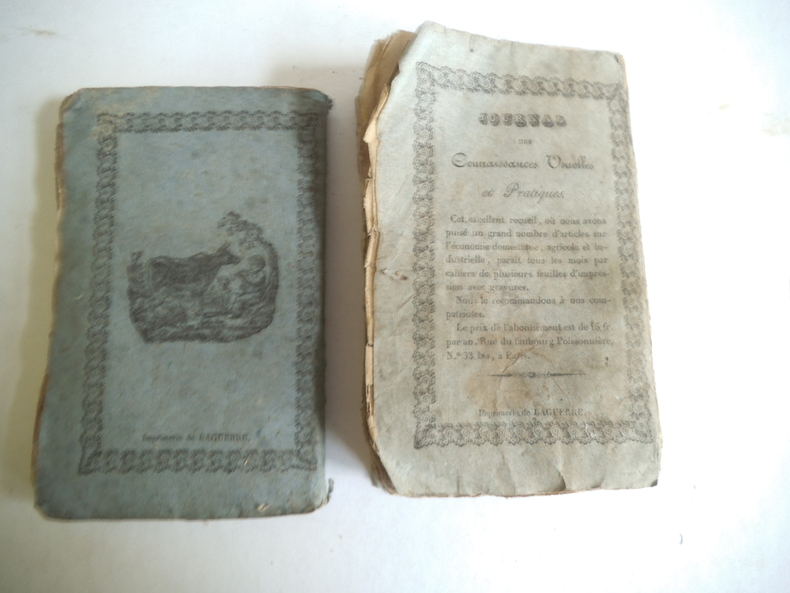 Imprimerie de LAGUERRE.
JOURNAL
DES
Connaissances Usuelles
et Pratiques.
Cet excellent recueil, où nous avons
puisé un grand nombre d'articles sur
l'économie domestique, agricole et in-
dustrielle, paraît tous les mois par
cahiers de plusieurs feuilles d'impres-
sion avec gravures.
Nous le recommandons à nos com-
patriotes.
Le prix de l'abonnement est de 15 fr
par an. Rue du faubourg Poissonnière,
N.º 33 bis, à Paris.
Imprimerie de LAGUERRE.